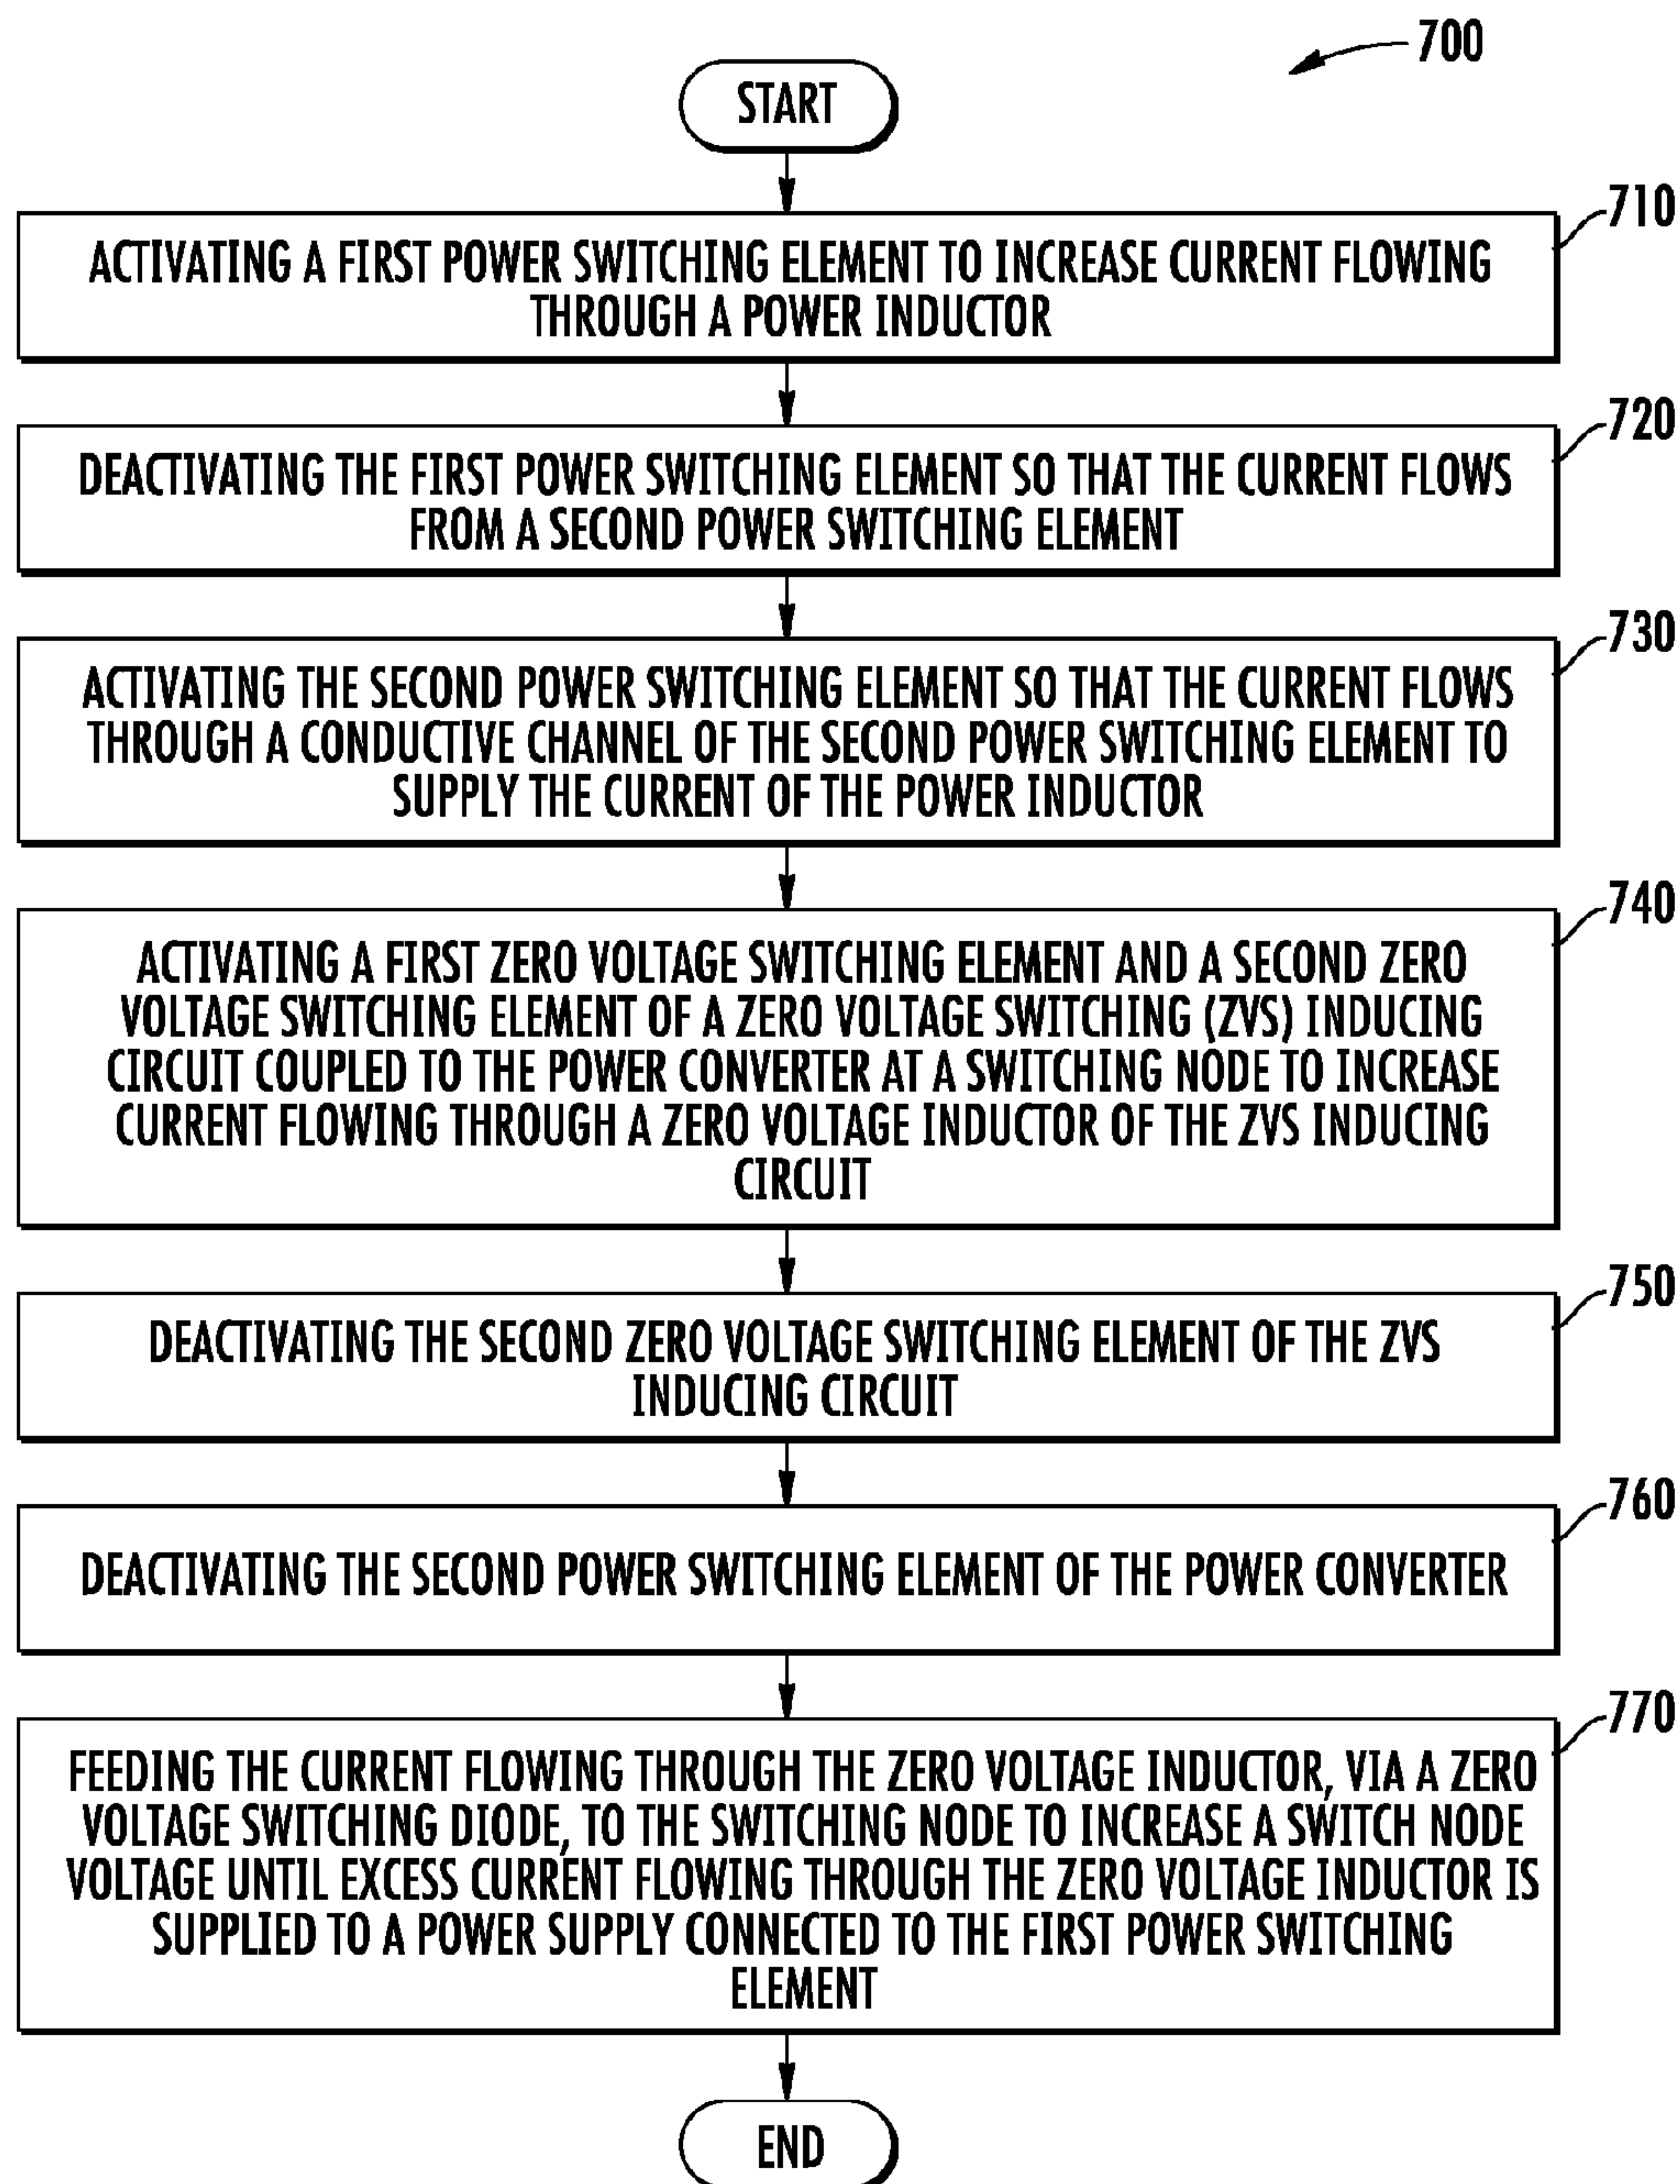 700
START
710
ACTIVATING A FIRST POWER SWITCHING ELEMENT TO INCREASE CURRENT FLOWING
THROUGH A POWER INDUCTOR
720
DEACTIVATING THE FIRST POWER SWITCHING ELEMENT SO THAT THE CURRENT FLOWS
FROM A SECOND POWER SWITCHING ELEMENT
730
ACTIVATING THE SECOND POWER SWITCHING ELEMENT SO THAT THE CURRENT FLOWS
THROUGH A CONDUCTIVE CHANNEL OF THE SECOND POWER SWITCHING ELEMENT TO
SUPPLY THE CURRENT OF THE POWER INDUCTOR
740
ACTIVATING A FIRST ZERO VOLTAGE SWITCHING ELEMENT AND A SECOND ZERO
VOLTAGE SWITCHING ELEMENT OF A ZERO VOLTAGE SWITCHING (ZVS) INDUCING
CIRCUIT COUPLED TO THE POWER CONVERTER AT A SWITCHING NODE TO INCREASE
CURRENT FLOWING THROUGH A ZERO VOLTAGE INDUCTOR OF THE ZVS INDUCING
CIRCUIT
750
DEACTIVATING THE SECOND ZERO VOLTAGE SWITCHING ELEMENT OF THE ZVS
INDUCING CIRCUIT
760
DEACTIVATING THE SECOND POWER SWITCHING ELEMENT OF THE POWER CONVERTER
770
FEEDING THE CURRENT FLOWING THROUGH THE ZERO VOLTAGE INDUCTOR, VIA A ZERO
VOLTAGE SWITCHING DIODE, TO THE SWITCHING NODE TO INCREASE A SWITCH NODE
VOLTAGE UNTIL EXCESS CURRENT FLOWING THROUGH THE ZERO VOLTAGE INDUCTOR IS
SUPPLIED TO A POWER SUPPLY CONNECTED TO THE FIRST POWER SWITCHING
ELEMENT
END